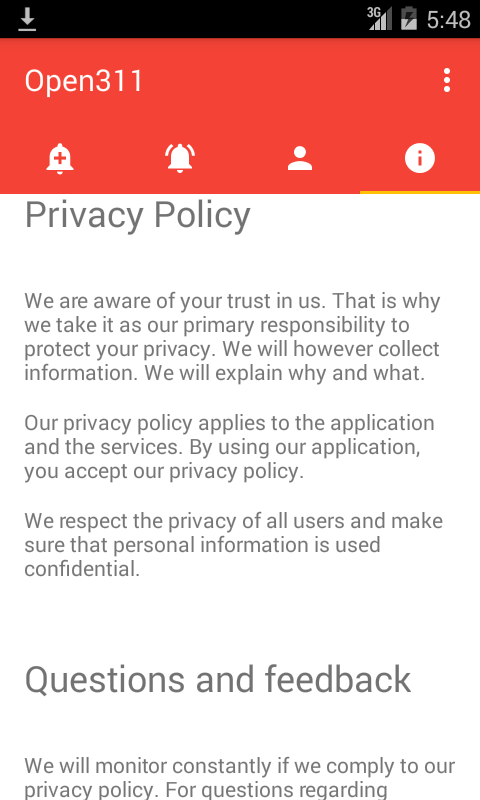 3G 5:48
Open311
Privacy Policy
We are aware of your trust in us. That is why
we take it as our primary responsibility to
protect your privacy. We will however collect
information. We will explain why and what.
Our privacy policy applies to the application
and the services. By using our application,
you accept our privacy policy.
We respect the privacy of all users and make
sure that personal information is used
confidential.
Questions and feedback
We will monitor constantly if we comply to our
privacy policy. For questions regarding